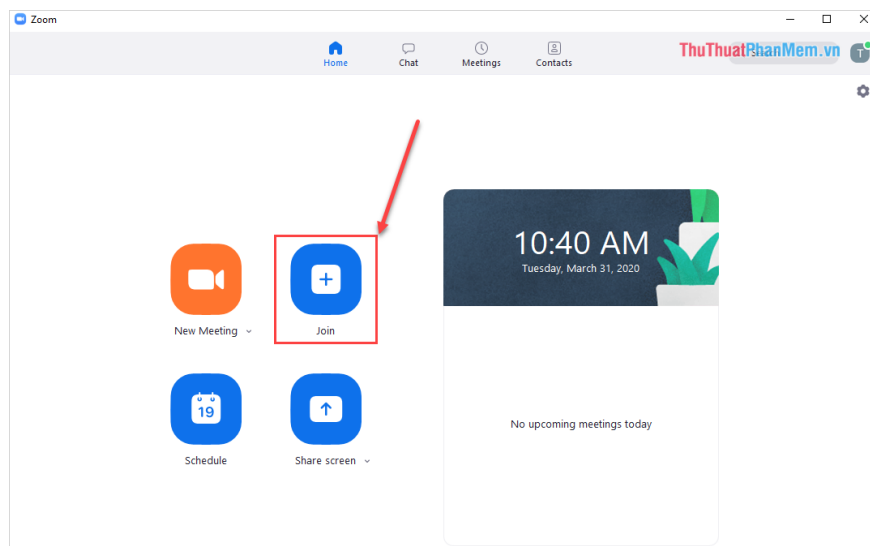 Zoom
Home
Chat
Meetings
Contacts
ThuThuatPhanMem.vn
T
10:40 AM
Tuesday, March 31, 2020
New Meeting
Join
19
Schedule
Share screen
No upcoming meetings today